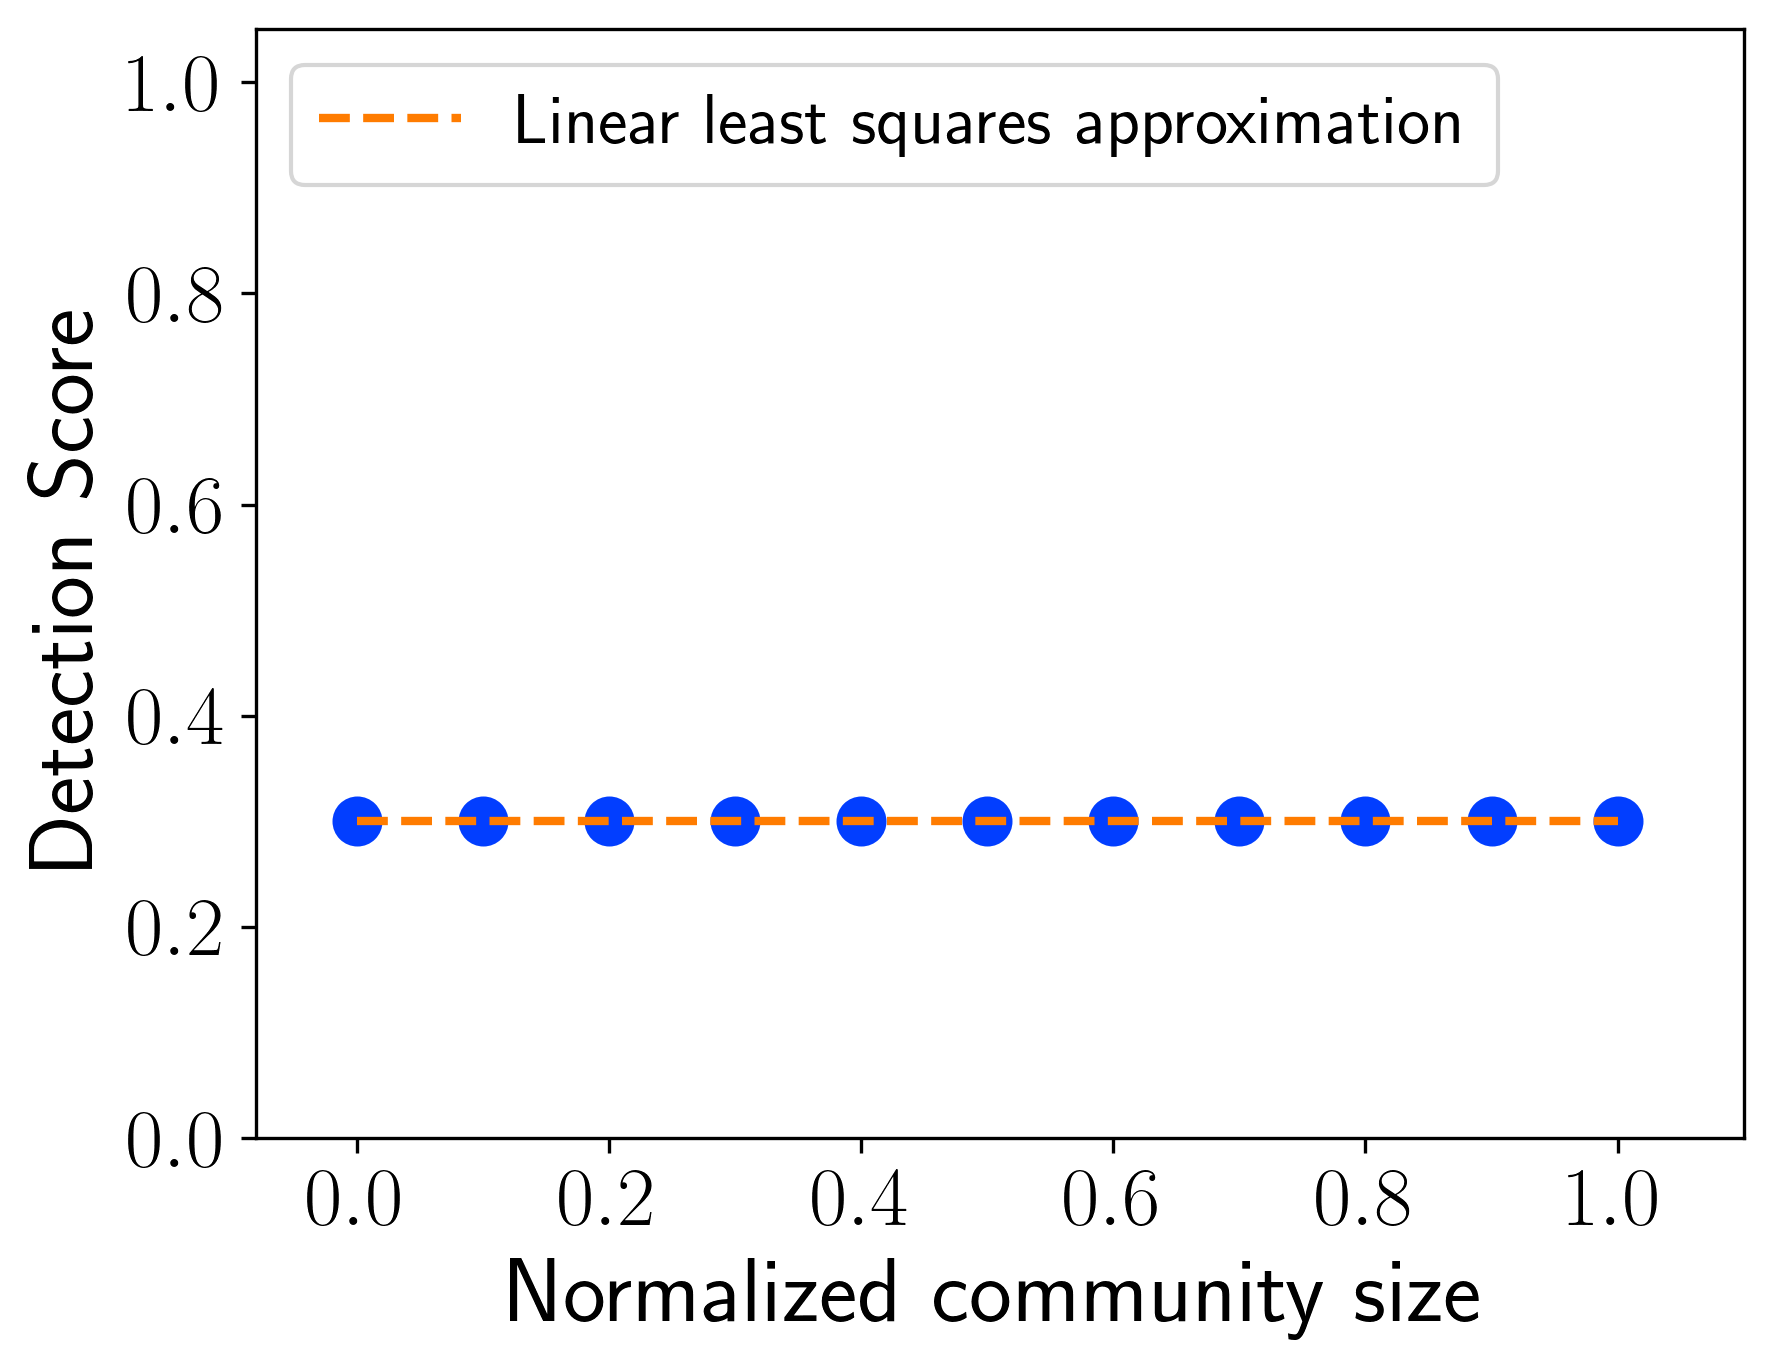 Linear least squares approximation
Detection Score
1.0
0.8
0.6
0.4
0.2
0.0
0.0 0.2 0.4 0.6 0.8 1.0
Normalized community size